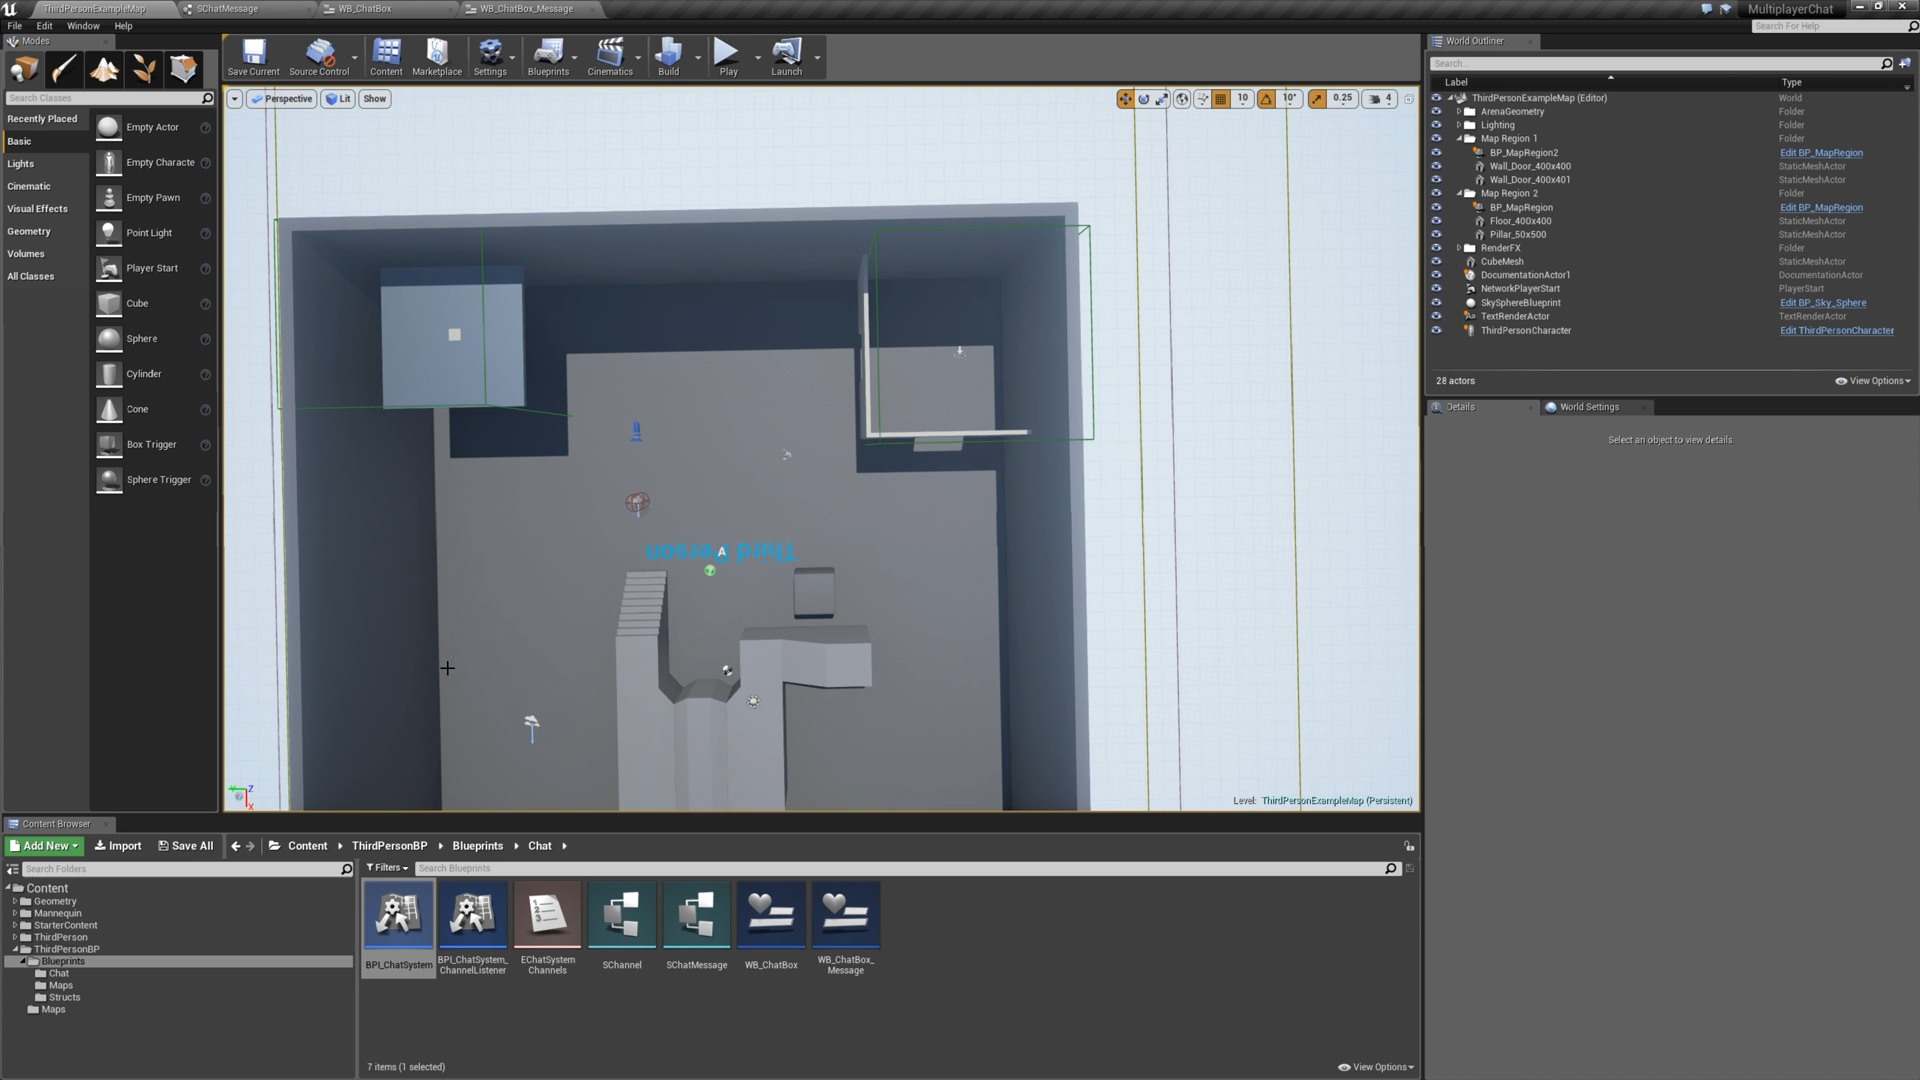 ThirdPersonExampleMap
SChatMessage
WB_ChatBox
WB_ChatBox_Message
MultiplayerChat
File Edit Window Help
Search For Help
Modes
Save Current
Source Control
Content
Marketplace
Settings
Blueprints
Cinematics
Build
Play
Launch
Search Classes
Recently Placed
Basic
Lights
Cinematic
Visual Effects
Geometry
Volumes
All Classes
Empty Actor
Empty Characte
Empty Pawn
Point Light
Player Start
Cube
Sphere
Cylinder
Cone
Box Trigger
Sphere Trigger
Perspective Lit Show
10 10° 0.25 4
Third Person
A
Level: ThirdPersonExampleMap (Persistent)
World Outliner
Search...
Label Type
ThirdPersonExampleMap (Editor) World
ArenaGeometry Folder
Lighting Folder
Map Region 1 Folder
BP_MapRegion2 Edit BP_MapRegion
Wall_Door_400x400 StaticMeshActor
Wall_Door_400x401 StaticMeshActor
Map Region 2 Folder
BP_MapRegion Edit BP_MapRegion
Floor_400x400 StaticMeshActor
Pillar_50x500 StaticMeshActor
RenderFX Folder
CubeMesh StaticMeshActor
DocumentationActor1 DocumentationActor
NetworkPlayerStart PlayerStart
SkySphereBlueprint Edit BP_Sky_Sphere
TextRenderActor TextRenderActor
ThirdPersonCharacter Edit ThirdPersonCharacter
28 actors View Options
Details World Settings
Select an object to view details.
Content Browser
Add New Import Save All Content ThirdPersonBP Blueprints Chat
Search Folders
Filters Search Blueprints
Content
Geometry
Mannequin
StarterContent
ThirdPerson
ThirdPersonBP
Blueprints
Chat
Maps
Structs
Maps
BPI_ChatSystem
BPI_ChatSystem_
ChannelListener
EChatSystem
Channels
SChannel
SChatMessage
WB_ChatBox
WB_ChatBox_
Message
7 items (1 selected)
View Options